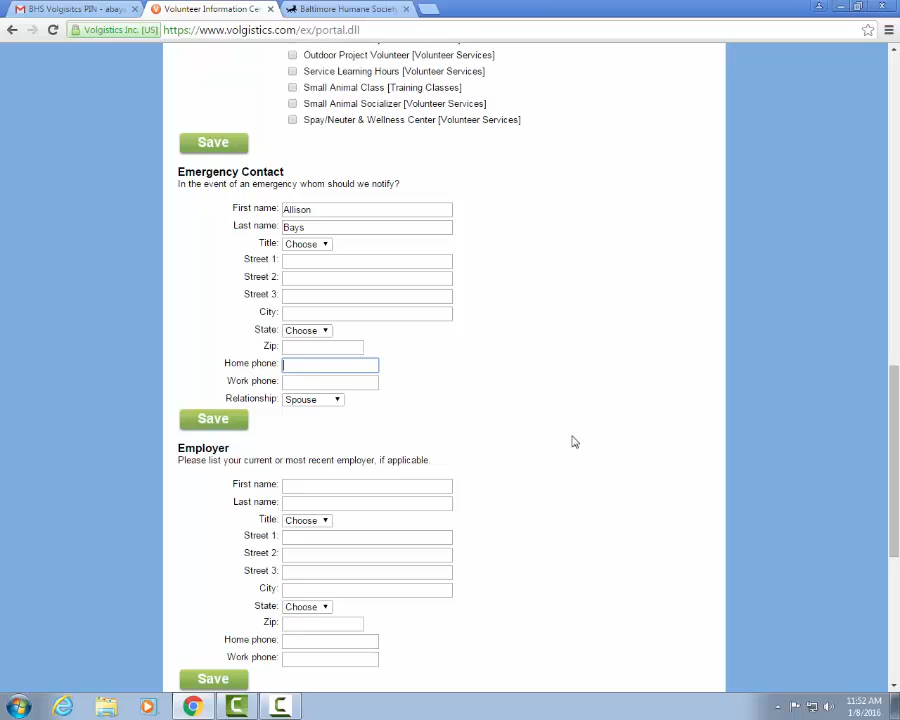 BHS Volgisitcs PIN - abays
Volunteer Information Ce
Baltimore Humane Society
Volgistics Inc. [US]
https://www.volgistics.com/ex/portal.dll
Outdoor Project Volunteer [Volunteer Services]
Service Learning Hours [Volunteer Services]
Small Animal Class [Training Classes]
Small Animal Socializer [Volunteer Services]
Spay/Neuter & Wellness Center [Volunteer Services]
Save
Emergency Contact
In the event of an emergency whom should we notify?
First name: Allison
Last name: Bays
Title: Choose
Street 1:
Street 2:
Street 3:
City:
State: Choose
Zip:
Home phone:
Work phone:
Relationship: Spouse
Save
Employer
Please list your current or most recent employer, if applicable.
First name:
Last name:
Title: Choose
Street 1:
Street 2:
Street 3:
City:
State: Choose
Zip:
Home phone:
Work phone:
Save
11:52 AM
1/8/2016